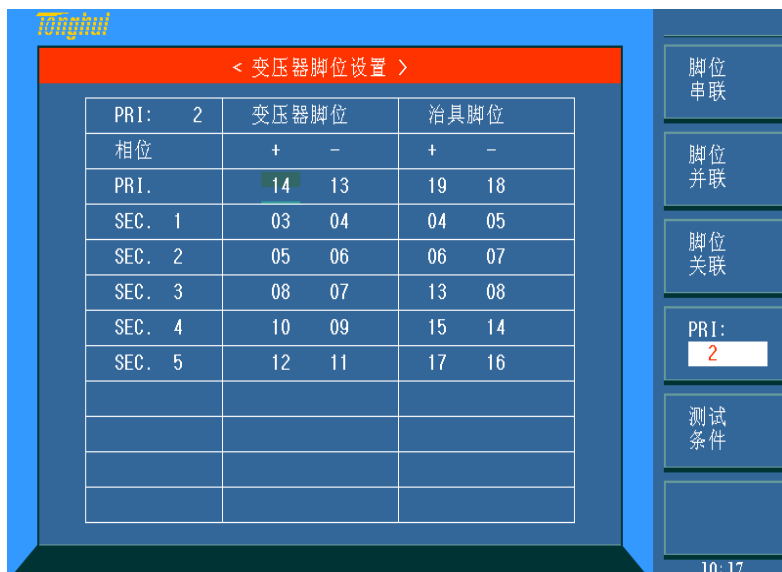 Tonghui
< 变压器脚位设置 >
PRI: 2 变压器脚位 治具脚位
相位 + - + -
PRI. 14 13 19 18
SEC. 1 03 04 04 05
SEC. 2 05 06 06 07
SEC. 3 08 07 13 08
SEC. 4 10 09 15 14
SEC. 5 12 11 17 16
脚位
串联
脚位
并联
脚位
关联
PRI:
2
测试
条件
10:17